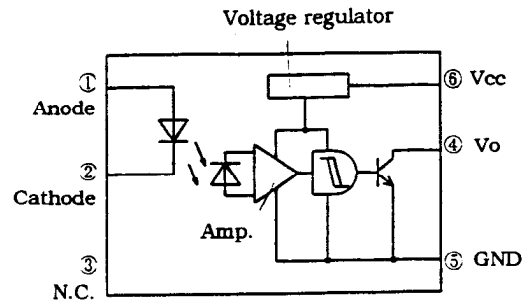 Voltage regulator
① Anode
② Cathode
③ N.C.
Amp.
⑥ Vcc
④ Vo
⑤ GND